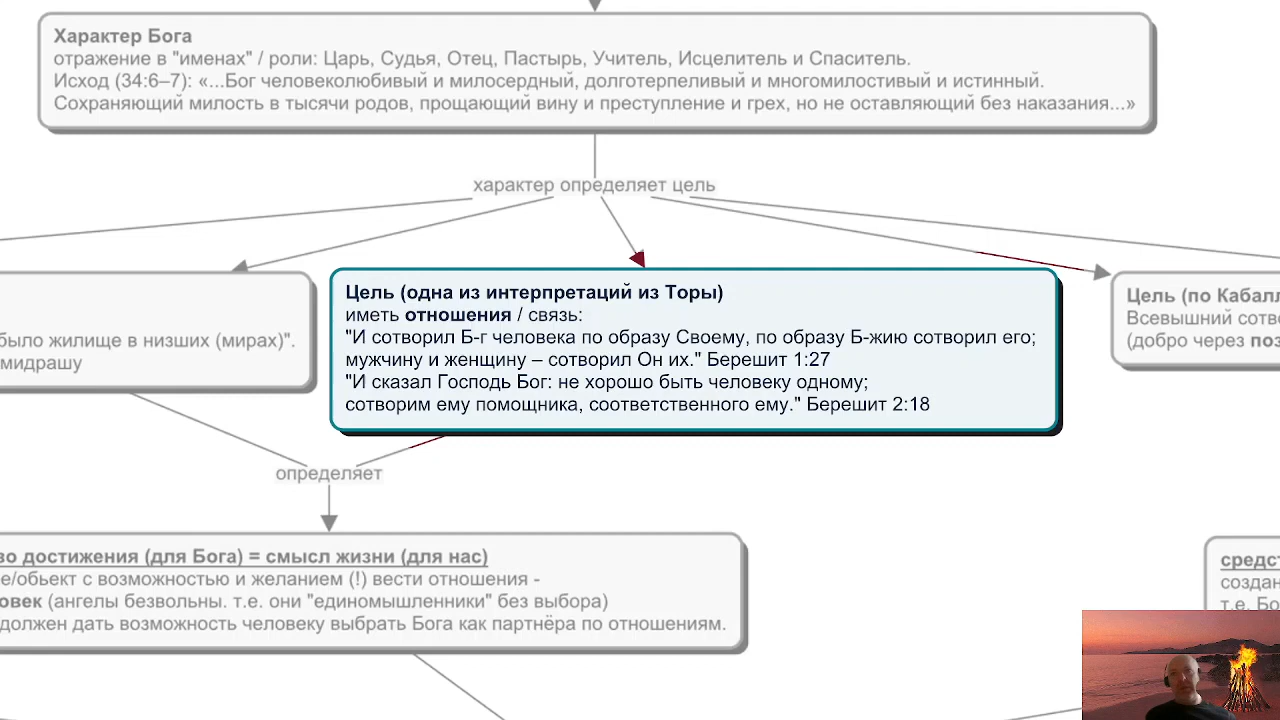 Характер Бога
отражение в "именах" / роли: Царь, Судья, Отец, Пастырь, Учитель, Исцелитель и Спаситель.
Исход (34:6–7): «...Бог человеколюбивый и милосердный, долготерпеливый и многомилостивый и истинный.
Сохраняющий милость в тысячи родов, прощающий вину и преступление и грех, но не оставляющий без наказания...»
характер определяет цель
было жилище в низших (мирах)".
мидрашу
Цель (одна из интерпретаций из Торы)
иметь отношения / связь:
"И сотворил Б-г человека по образу Своему, по образу Б-жию сотворил его;
мужчину и женщину – сотворил Он их." Берешит 1:27
"И сказал Господь Бог: не хорошо быть человеку одному;
сотворим ему помощника, соответственного ему." Берешит 2:18
Цель (по Кабал
Всевышний сотв
(добро через поз
определяет
во достижения (для Бога) = смысл жизни (для нас)
е/обьект с возможностью и желанием (!) вести отношения -
овек (ангелы безвольны. т.е. они "единомышленники" без выбора)
должен дать возможность человеку выбрать Бога как партнёра по отношениям.
средст
создан
т.е. Бо